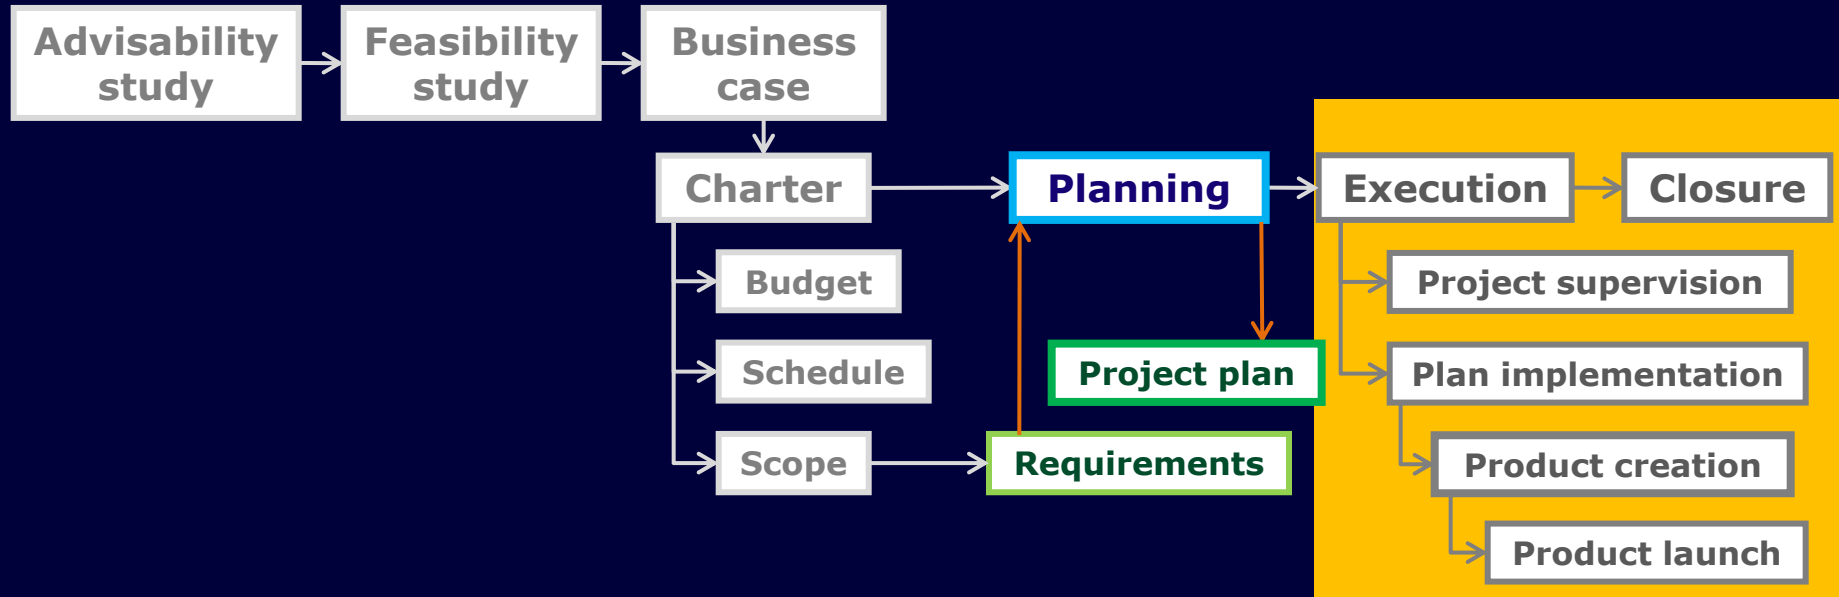 Advisability
study
Feasibility
study
Business
case
Charter
Planning
Execution
Closure
Budget
Project supervision
Schedule
Project plan
Plan implementation
Scope
Requirements
Product creation
Product launch